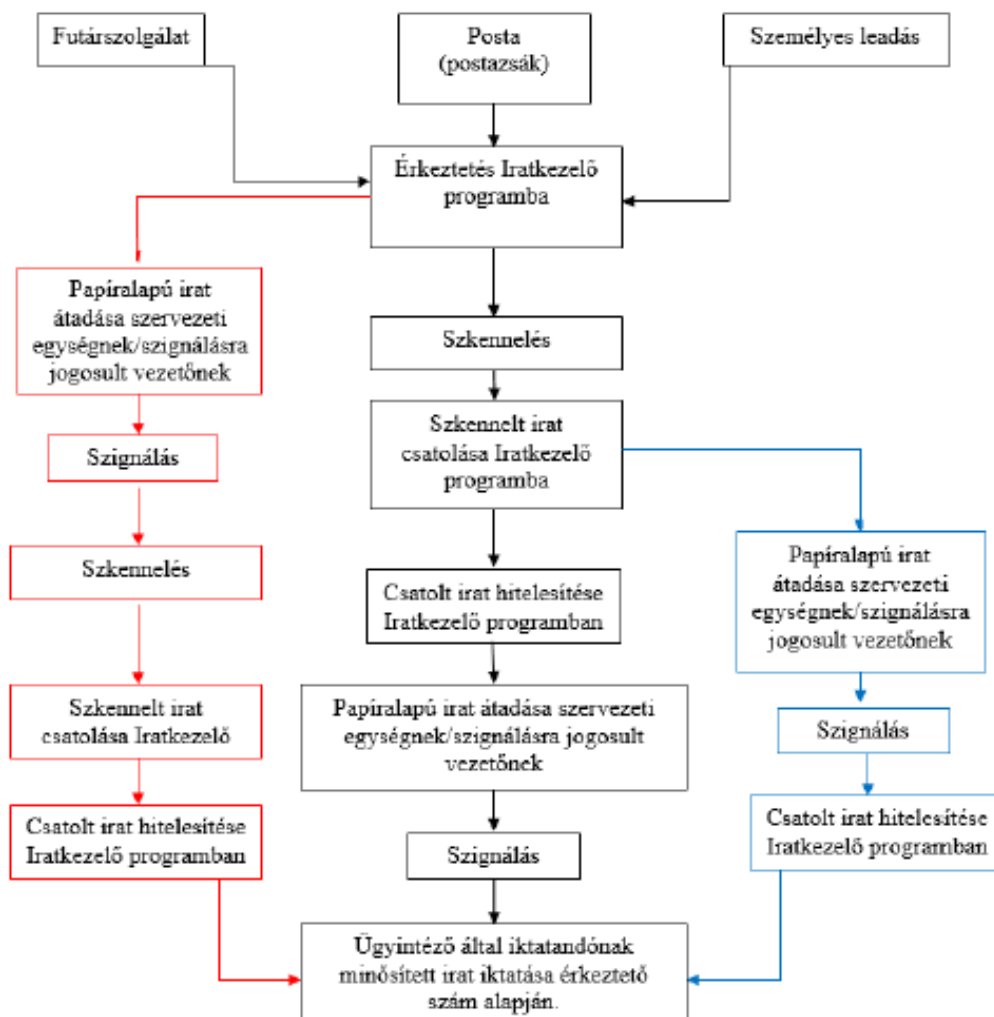 Futárszolgálat
Posta
(postazsák)
Személyes leadás
Érkeztetés Iratkezelő
programba
Papíralapú irat
átadása szervezeti
egységnek/szignálásra
jogosult vezetőnek
Szkennelés
Szkennelt irat
csatolása Iratkezelő
programba
Szignálás
Papíralapú irat
átadása szervezeti
egységnek/szignálásra
jogosult vezetőnek
Szkennelés
Csatolt irat hitelesítése
Iratkezelő programban
Szkennelt irat
csatolása Iratkezelő
Papíralapú irat átadása szervezeti
egységnek/szignálásra jogosult
vezetőnek
Szignálás
Csatolt irat hitelesítése
Iratkezelő programban
Szignálás
Csatolt irat hitelesítése
Iratkezelő programban
Ügyintéző által iktatandónak
minősített irat iktatása érkeztető
szám alapján.